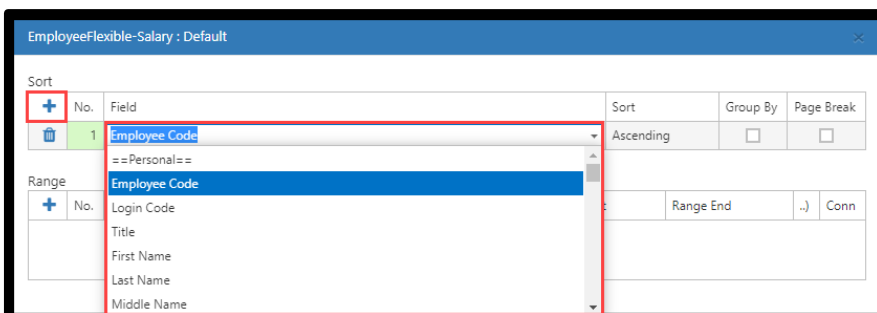 EmployeeFlexible-Salary : Default
Sort
No. Field Sort Group By Page Break
1 Employee Code Ascending
==Personal==
Employee Code
Range
No. Range End ..) Conn
Login Code
Title
First Name
Last Name
Middle Name